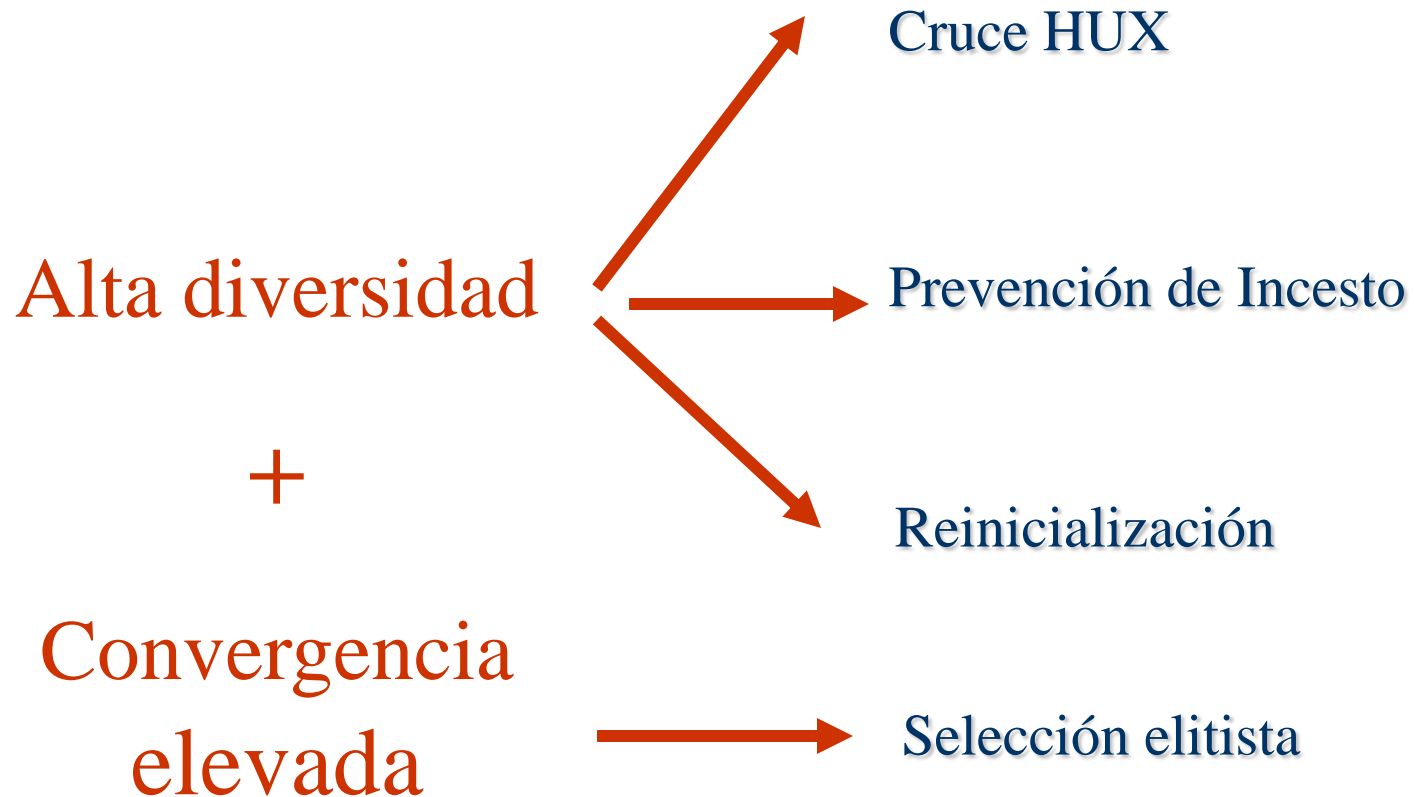 Cruce HUX
Alta diversidad
Prevención de Incesto
+
Reinicialización
Convergencia
elevada
Selección elitista